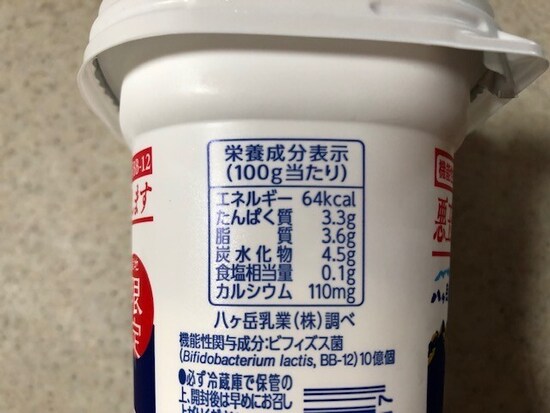 栄養成分表示
(100g当たり)
エネルギー 64kcal
たんぱく質 3.3g
脂質 3.6g
炭水化物 4.5g
食塩相当量 0.1g
カルシウム 110mg
八ヶ岳乳業(株)調べ
機能性関与成分:ビフィズス菌
(Bifidobacterium lactis, BB-12)10億個
●必ず冷蔵庫で保管の
上、開封後は早めにお召し